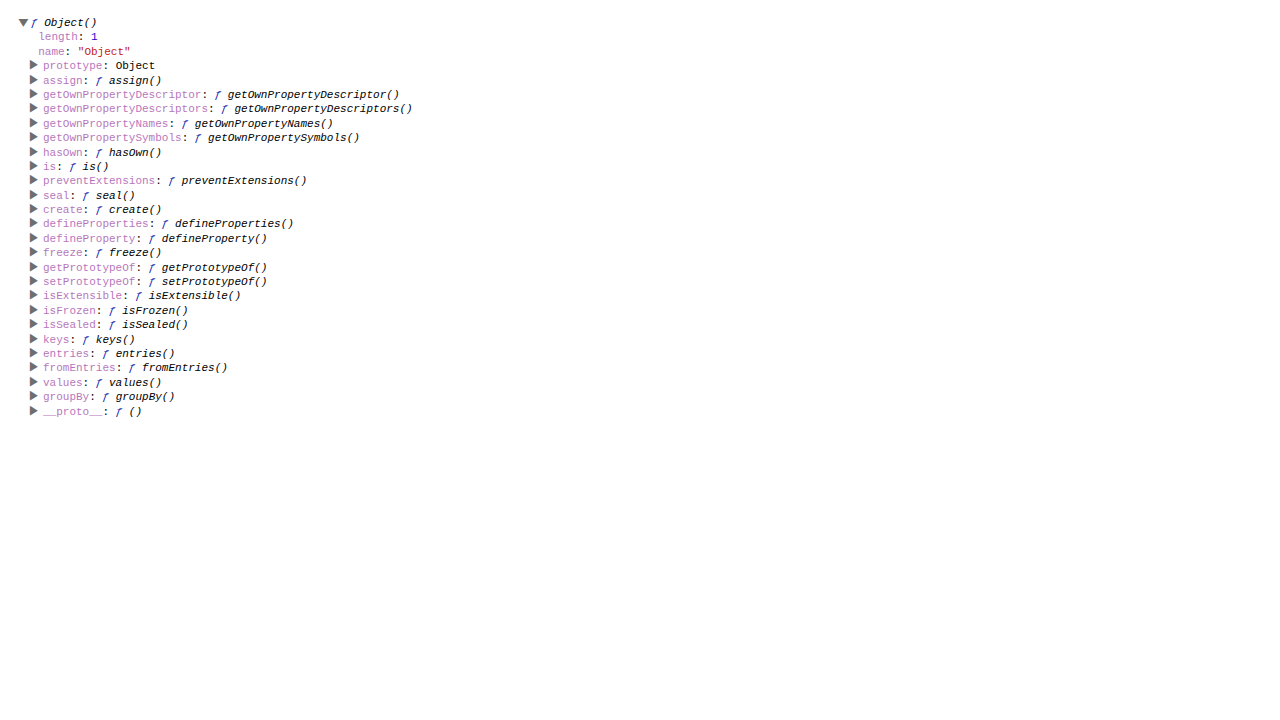 ▼ƒ Object()
length: 1
name: "Object"
▶prototype: Object
▶assign: ƒ assign()
▶getOwnPropertyDescriptor: ƒ getOwnPropertyDescriptor()
▶getOwnPropertyDescriptors: ƒ getOwnPropertyDescriptors()
▶getOwnPropertyNames: ƒ getOwnPropertyNames()
▶getOwnPropertySymbols: ƒ getOwnPropertySymbols()
▶hasOwn: ƒ hasOwn()
▶is: ƒ is()
▶preventExtensions: ƒ preventExtensions()
▶seal: ƒ seal()
▶create: ƒ create()
▶defineProperties: ƒ defineProperties()
▶defineProperty: ƒ defineProperty()
▶freeze: ƒ freeze()
▶getPrototypeOf: ƒ getPrototypeOf()
▶setPrototypeOf: ƒ setPrototypeOf()
▶isExtensible: ƒ isExtensible()
▶isFrozen: ƒ isFrozen()
▶isSealed: ƒ isSealed()
▶keys: ƒ keys()
▶entries: ƒ entries()
▶fromEntries: ƒ fromEntries()
▶values: ƒ values()
▶groupBy: ƒ groupBy()
▶__proto__: ƒ ()